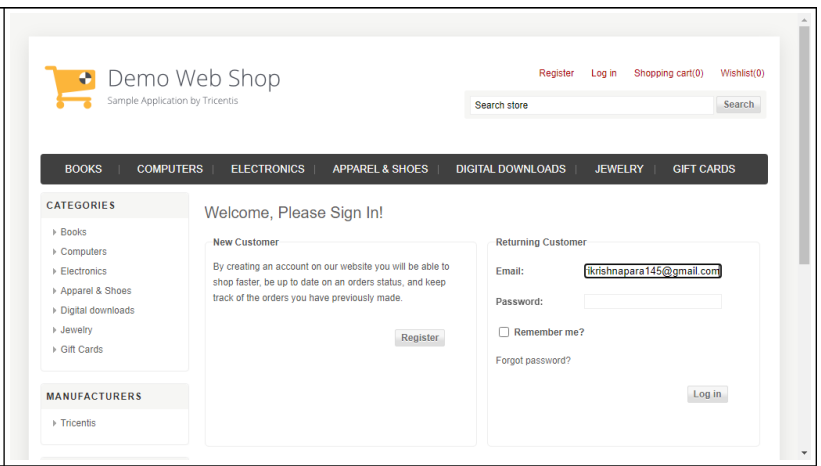 Demo Web Shop
Sample Application by Tricentis
Register Log in Shopping cart(0) Wishlist(0)
Search store Search
BOOKS | COMPUTERS | ELECTRONICS | APPAREL & SHOES | DIGITAL DOWNLOADS | JEWELRY | GIFT CARDS
CATEGORIES
Books
Computers
Electronics
Apparel & Shoes
Digital downloads
Jewelry
Gift Cards
MANUFACTURERS
Tricentis
Welcome, Please Sign In!
New Customer
By creating an account on our website you will be able to
shop faster, be up to date on an orders status, and keep
track of the orders you have previously made.
Register
Returning Customer
Email: rikrishnapara145@gmail.com
Password:
Remember me?
Forgot password?
Log in